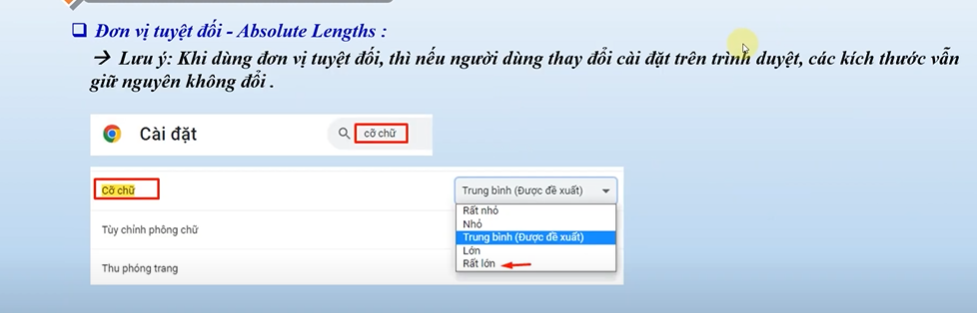 Đơn vị tuyệt đối - Absolute Lengths :
→ Lưu ý: Khi dùng đơn vị tuyệt đối, thì nếu người dùng thay đổi cài đặt trên trình duyệt, các kích thước vẫn
giữ nguyên không đổi .
Cài đặt
cỡ chữ
Cỡ chữ
Trung bình (Được đề xuất)
Rất nhỏ
Nhỏ
Trung bình (Được đề xuất)
Lớn
Rất lớn
Tùy chỉnh phông chữ
Thu phóng trang